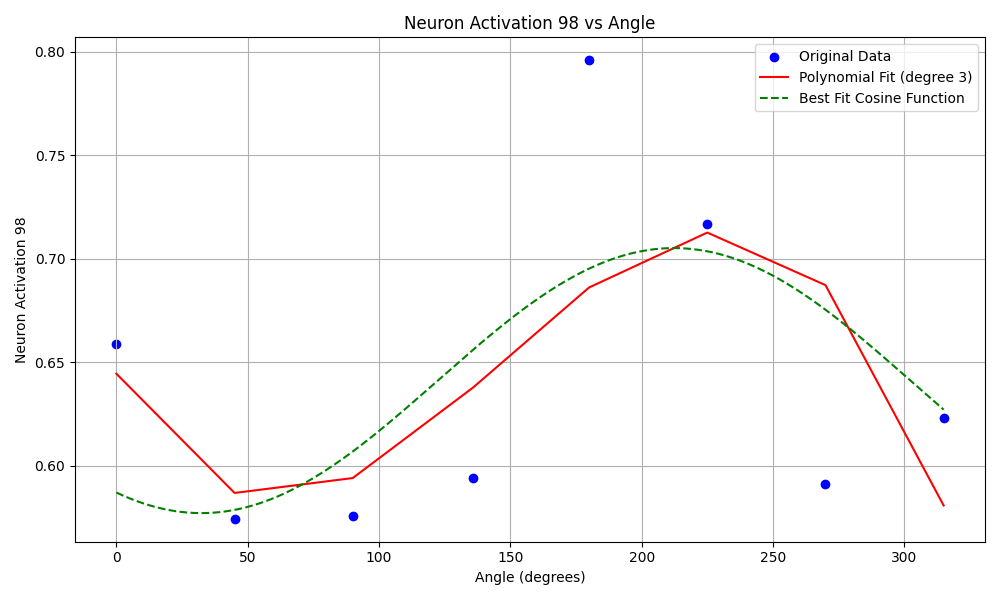 Neuron Activation 98 vs Angle
Original Data
Polynomial Fit (degree 3)
Best Fit Cosine Function
Neuron Activation 98
0.80
0.75
0.70
0.65
0.60
0 50 100 150 200 250 300
Angle (degrees)